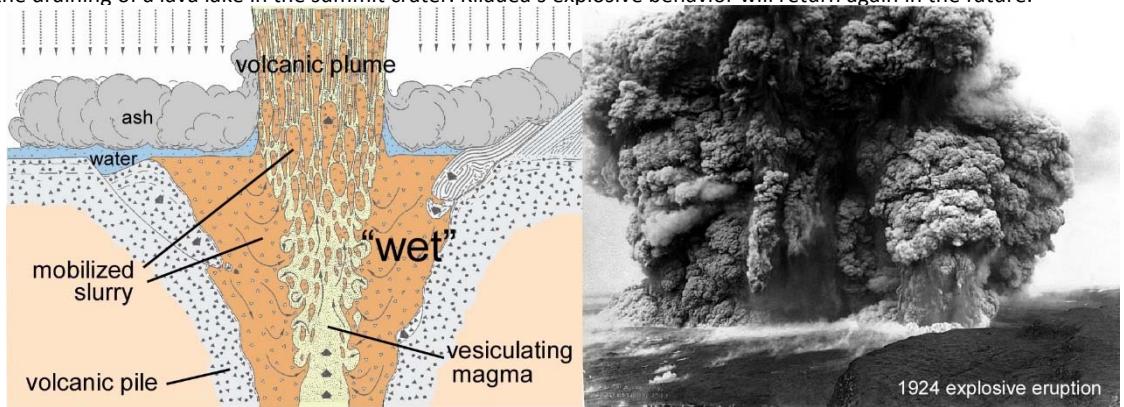 the draining of a lava lake in the summit crater. Kilauea's explosive behavior will return again in the future.
volcanic plume
ash
water
"wet"
mobilized
slurry
vesiculating
magma
volcanic pile
1924 explosive eruption